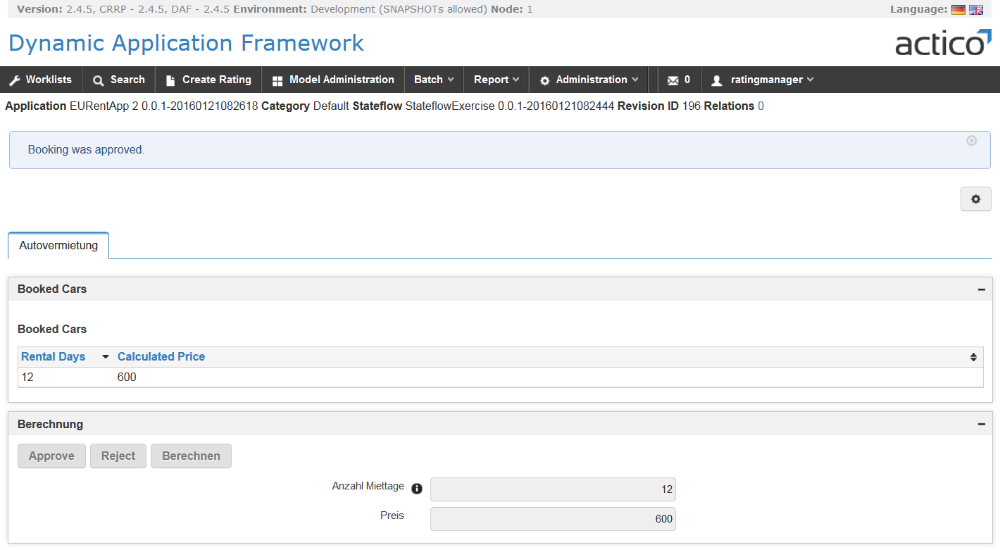 Version: 2.4.5, CRRP - 2.4.5, DAF - 2.4.5 Environment: Development (SNAPSHOTs allowed) Node: 1 Language:
Dynamic Application Framework actico
Worklists Search Create Rating Model Administration Batch Report Administration 0 ratingmanager
Application EURentApp 2 0.0.1-20160121082618 Category Default Stateflow StateflowExercise 0.0.1-20160121082444 Revision ID 196 Relations 0
Booking was approved.
Autovermietung
Booked Cars
Booked Cars
Rental Days Calculated Price
12 600
Berechnung
Approve Reject Berechnen
Anzahl Miettage 12
Preis 600